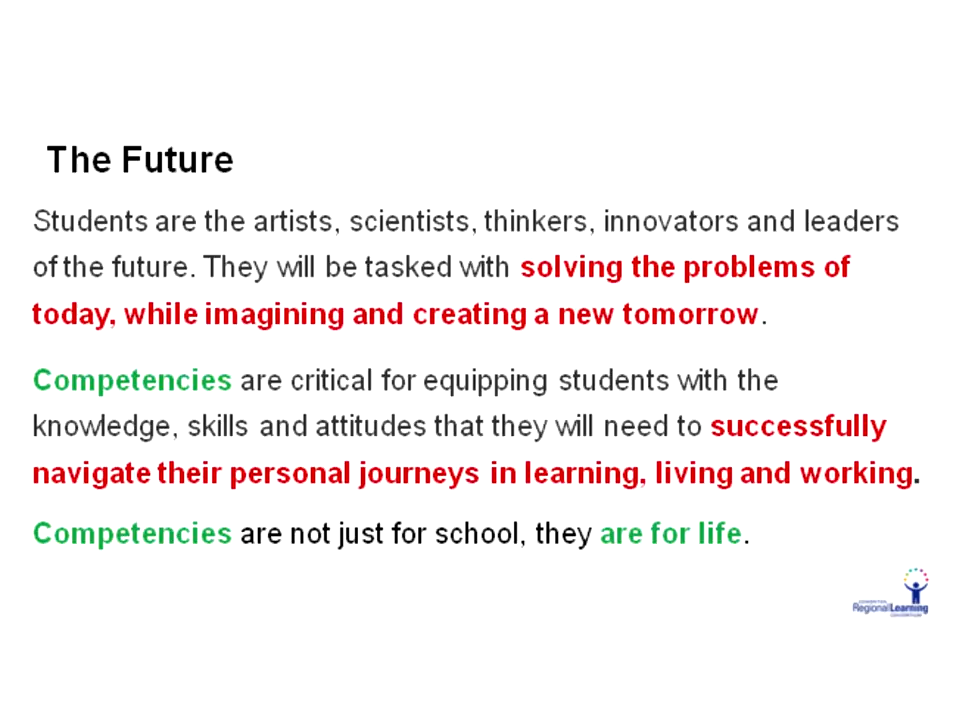 The Future
Students are the artists, scientists, thinkers, innovators and leaders
of the future. They will be tasked with solving the problems of
today, while imagining and creating a new tomorrow.
Competencies are critical for equipping students with the
knowledge, skills and attitudes that they will need to successfully
navigate their personal journeys in learning, living and working.
Competencies are not just for school, they are for life.
RegionalLearning